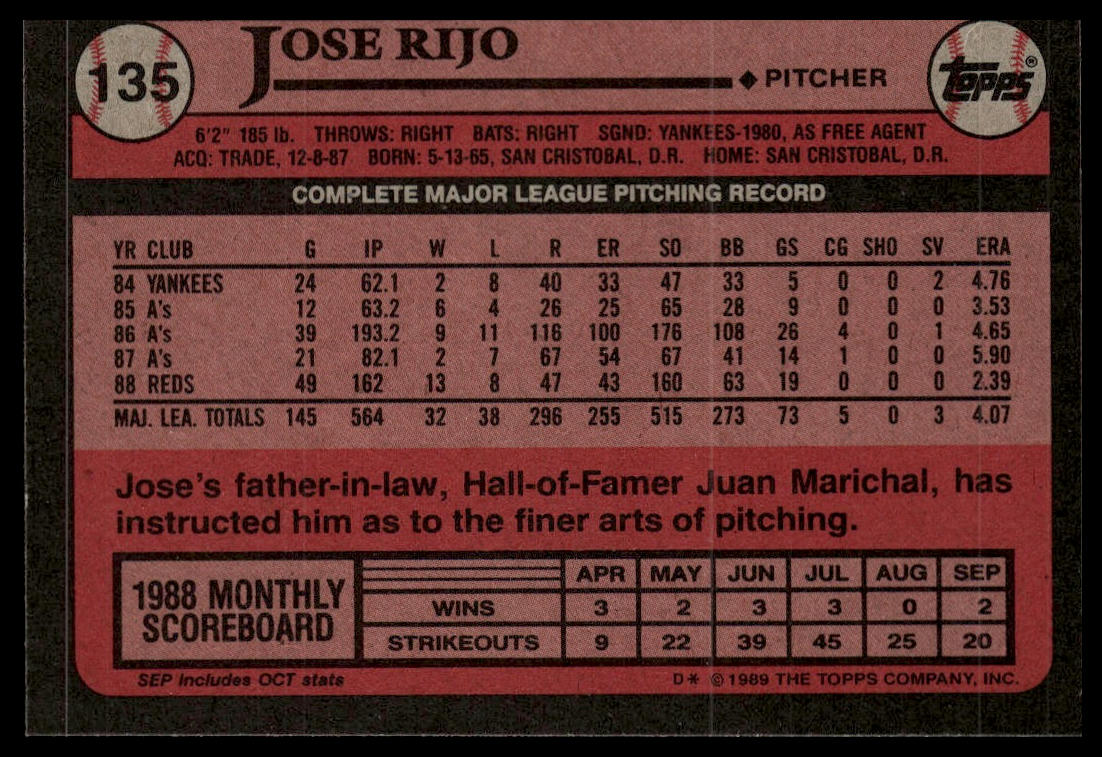 135
JOSE RIJO
◆ PITCHER
TOPPS®
6'2" 185 lb. THROWS: RIGHT BATS: RIGHT SGND: YANKEES-1980, AS FREE AGENT
ACQ: TRADE, 12-8-87 BORN: 5-13-65, SAN CRISTOBAL, D.R. HOME: SAN CRISTOBAL, D.R.
COMPLETE MAJOR LEAGUE PITCHING RECORD
YR CLUB G IP W L R ER SO BB GS CG SHO SV ERA
84 YANKEES 24 62.1 2 8 40 33 47 33 5 0 0 2 4.76
85 A's 12 63.2 6 4 26 25 65 28 9 0 0 0 3.53
86 A's 39 193.2 9 11 116 100 176 108 26 4 0 1 4.65
87 A's 21 82.1 2 7 67 54 67 41 14 1 0 0 5.90
88 REDS 49 162 13 8 47 43 160 63 19 0 0 0 2.39
MAJ. LEA. TOTALS 145 564 32 38 296 255 515 273 73 5 0 3 4.07
Jose's father-in-law, Hall-of-Famer Juan Marichal, has
instructed him as to the finer arts of pitching.
1988 MONTHLY
SCOREBOARD
APR MAY JUN JUL AUG SEP
WINS 3 2 3 3 0 2
STRIKEOUTS 9 22 39 45 25 20
SEP Includes OCT stats
D* © 1989 THE TOPPS COMPANY, INC.